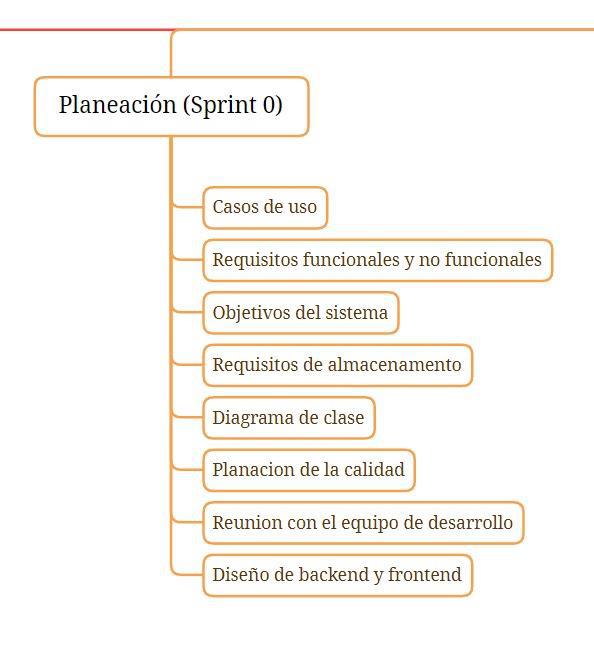 Planeación (Sprint 0)
Casos de uso
Requisitos funcionales y no funcionales
Objetivos del sistema
Requisitos de almacenamento
Diagrama de clase
Planacion de la calidad
Reunion con el equipo de desarrollo
Diseño de backend y frontend